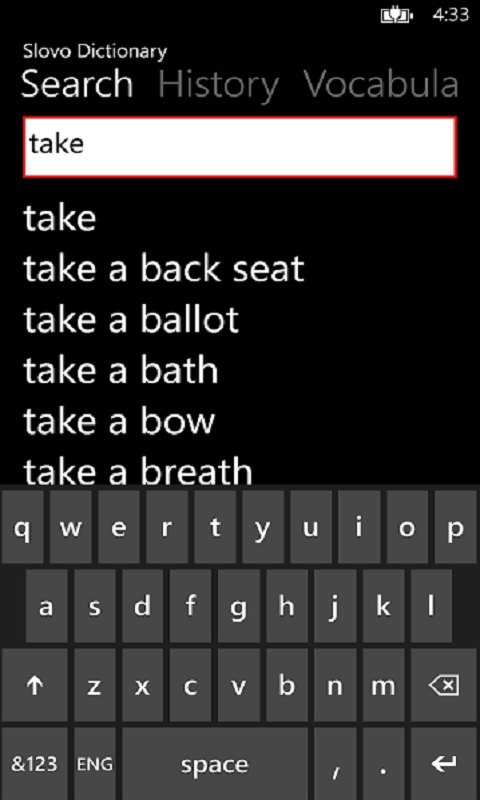 4:33
Slovo Dictionary
Search History Vocabula
take
take
take a back seat
take a ballot
take a bath
take a bow
take a breath
q w e r t y u i o p
a s d f g h j k l
z x c v b n m
&123 ENG space , .